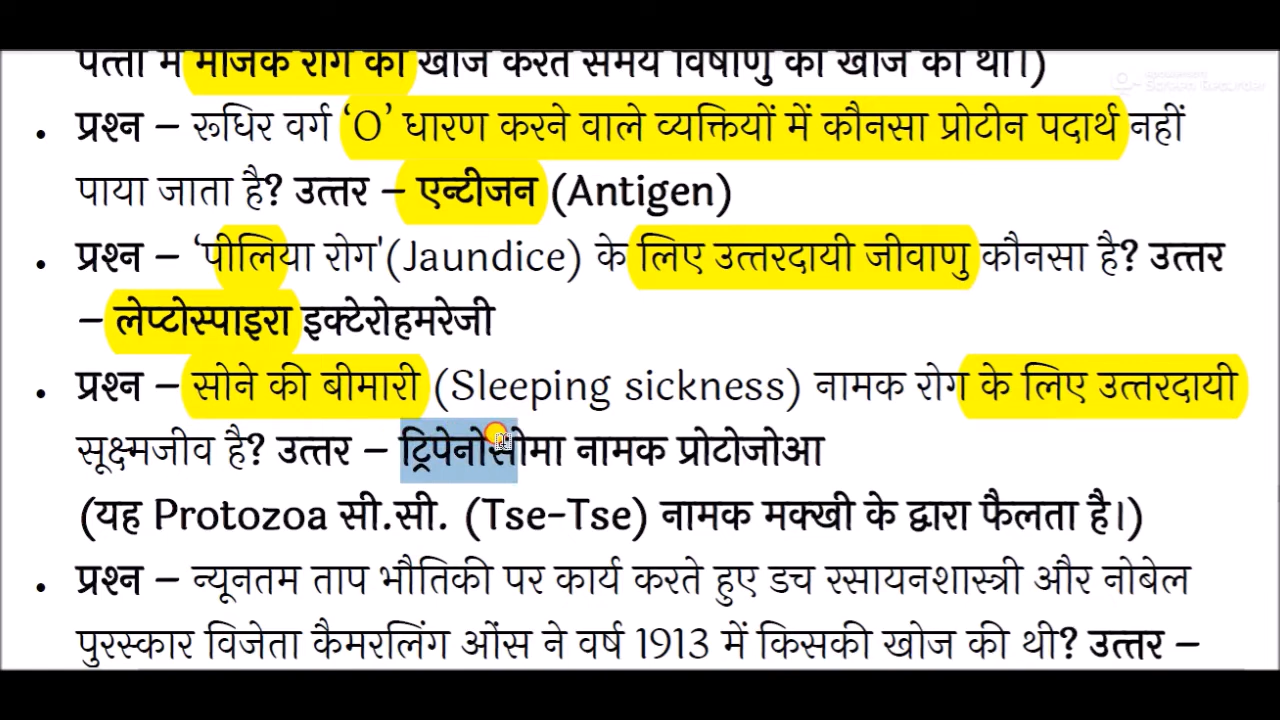 पत्ती में मोजेक रोग की खोज करते समय विषाणु की खोज की थी।)
• प्रश्न – रूधिर वर्ग ‘O’ धारण करने वाले व्यक्तियों में कौनसा प्रोटीन पदार्थ नहीं
पाया जाता है? उत्तर – एन्टीजन (Antigen)
• प्रश्न – ‘पीलिया रोग'(Jaundice) के लिए उत्तरदायी जीवाणु कौनसा है? उत्तर
– लेप्टोस्पाइरा इक्टेरोहमरेजी
• प्रश्न – सोने की बीमारी (Sleeping sickness) नामक रोग के लिए उत्तरदायी
सूक्ष्मजीव है? उत्तर – ट्रिपेनोसोमा नामक प्रोटोजोआ
(यह Protozoa सी.सी. (Tse-Tse) नामक मक्खी के द्वारा फैलता है।)
• प्रश्न – न्यूनतम ताप भौतिकी पर कार्य करते हुए डच रसायनशास्त्री और नोबेल
पुरस्कार विजेता कैमरलिंग ओंस ने वर्ष 1913 में किसकी खोज की थी? उत्तर –
Screen Recorder